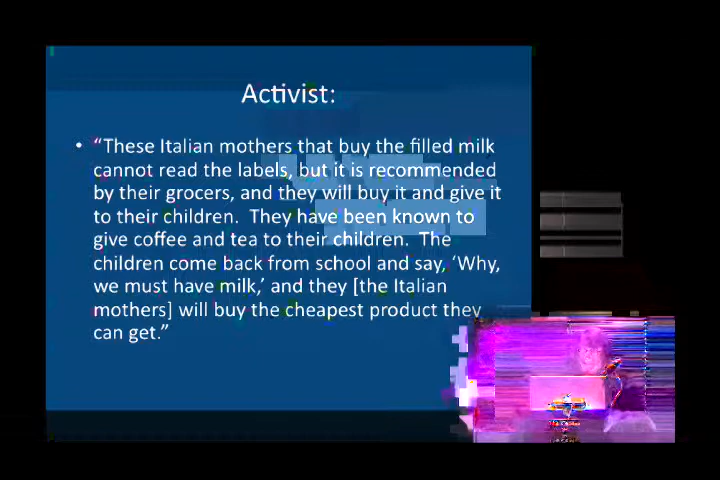 Activist:
• “These Italian mothers that buy the filled milk
cannot read the labels, but it is recommended
by their grocers, and they will buy it and give it
to their children.  They have been known to
give coffee and tea to their children.  The
children come back from school and say, ‘Why,
we must have milk,’ and they [the Italian
mothers] will buy the cheapest product they
can get.”